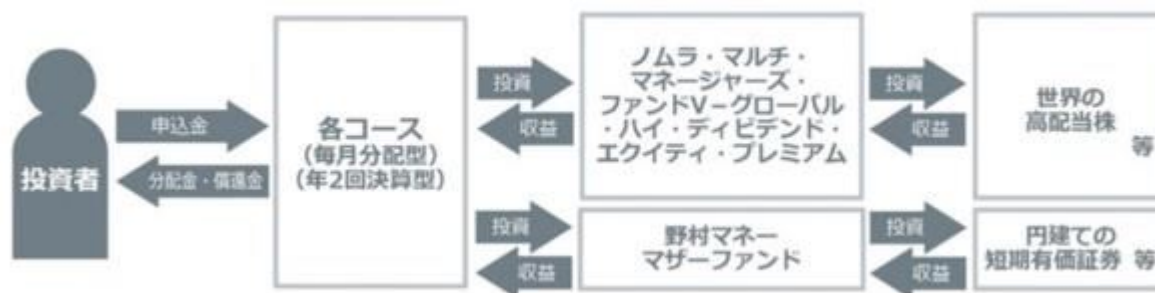 投資者
申込金
分配金・償還金
各コース
(毎月分配型)
(年2回決算型)
投資
収益
ノムラ・マルチ・
マネージャーズ・
ファンドV－グローバル
・ハイ・ディビデンド・
エクイティ・プレミアム
投資
収益
世界の
高配当株
等
投資
収益
野村マネー
マザーファンド
投資
収益
円建ての
短期有価証券 等